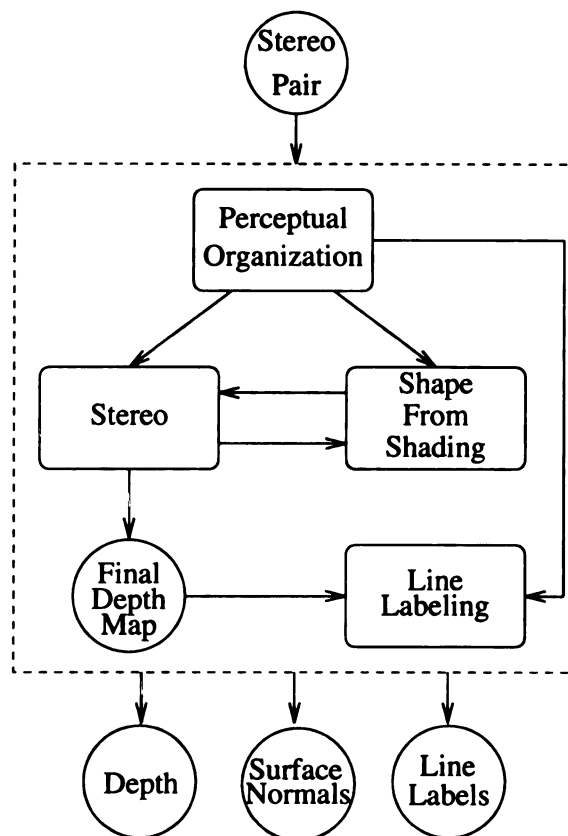 Stereo
Pair
Perceptual
Organization
Stereo
Shape
From
Shading
Final
Depth
Map
Line
Labeling
Depth
Surface
Normals
Line
Labels